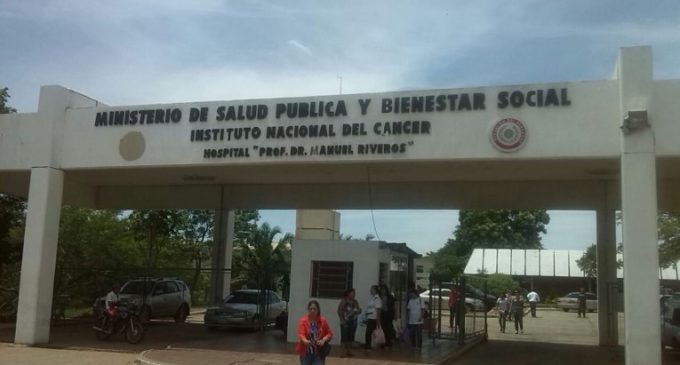 MINISTERIO DE SALUD PUBLICA Y BIENESTAR SOCIAL
INSTITUTO NACIONAL DEL CANCER
HOSPITAL "PROF. DR. MANUEL RIVEROS"